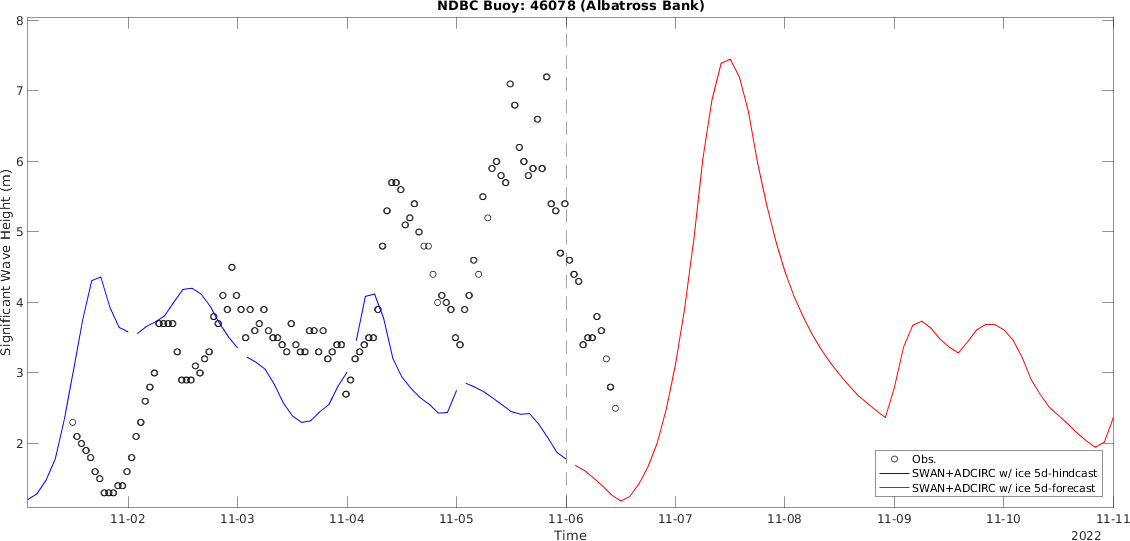 NDBC Buoy: 46078 (Albatross Bank)
8
7
6
5
4
3
2
Significant Wave Height (m)
Obs.
SWAN+ADCIRC w/ ice 5d-hindcast
SWAN+ADCIRC w/ ice 5d-forecast
11-02 11-03 11-04 11-05 11-06 11-07 11-08 11-09 11-10 11-11
Time
2022